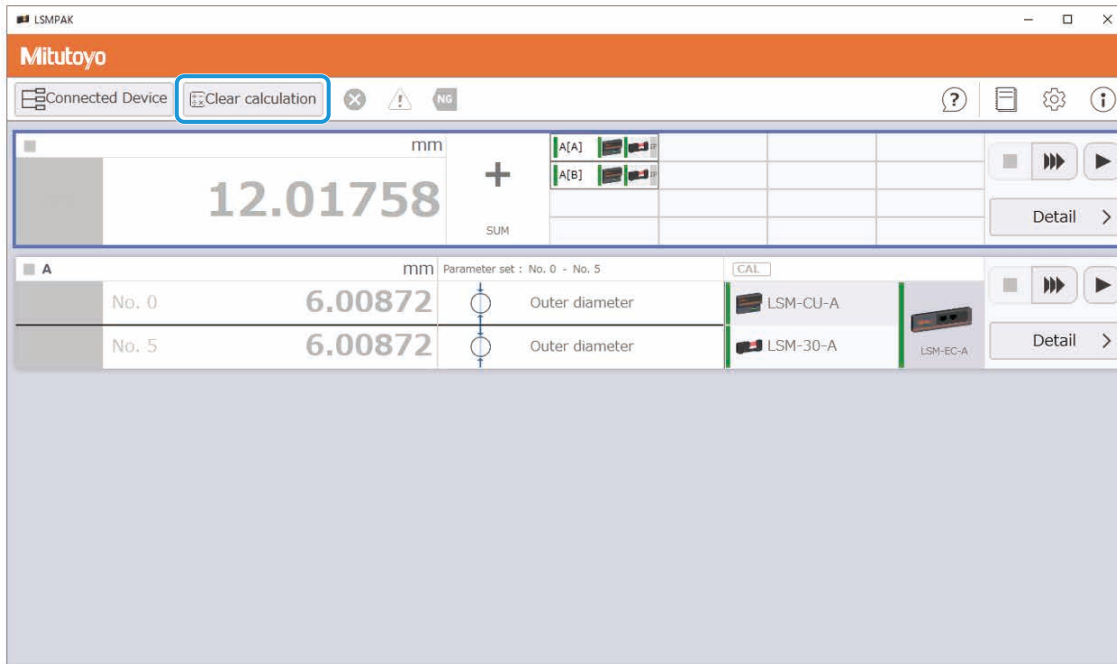 LSMPAK
Mitutoyo
Connected Device
Clear calculation
NG
?
mm
12.01758
+
SUM
A[A]
A[B]
Detail >
A
mm
Parameter set : No. 0 - No. 5
CAL
No. 0
6.00872
Outer diameter
LSM-CU-A
No. 5
6.00872
Outer diameter
LSM-30-A
LSM-EC-A
Detail >